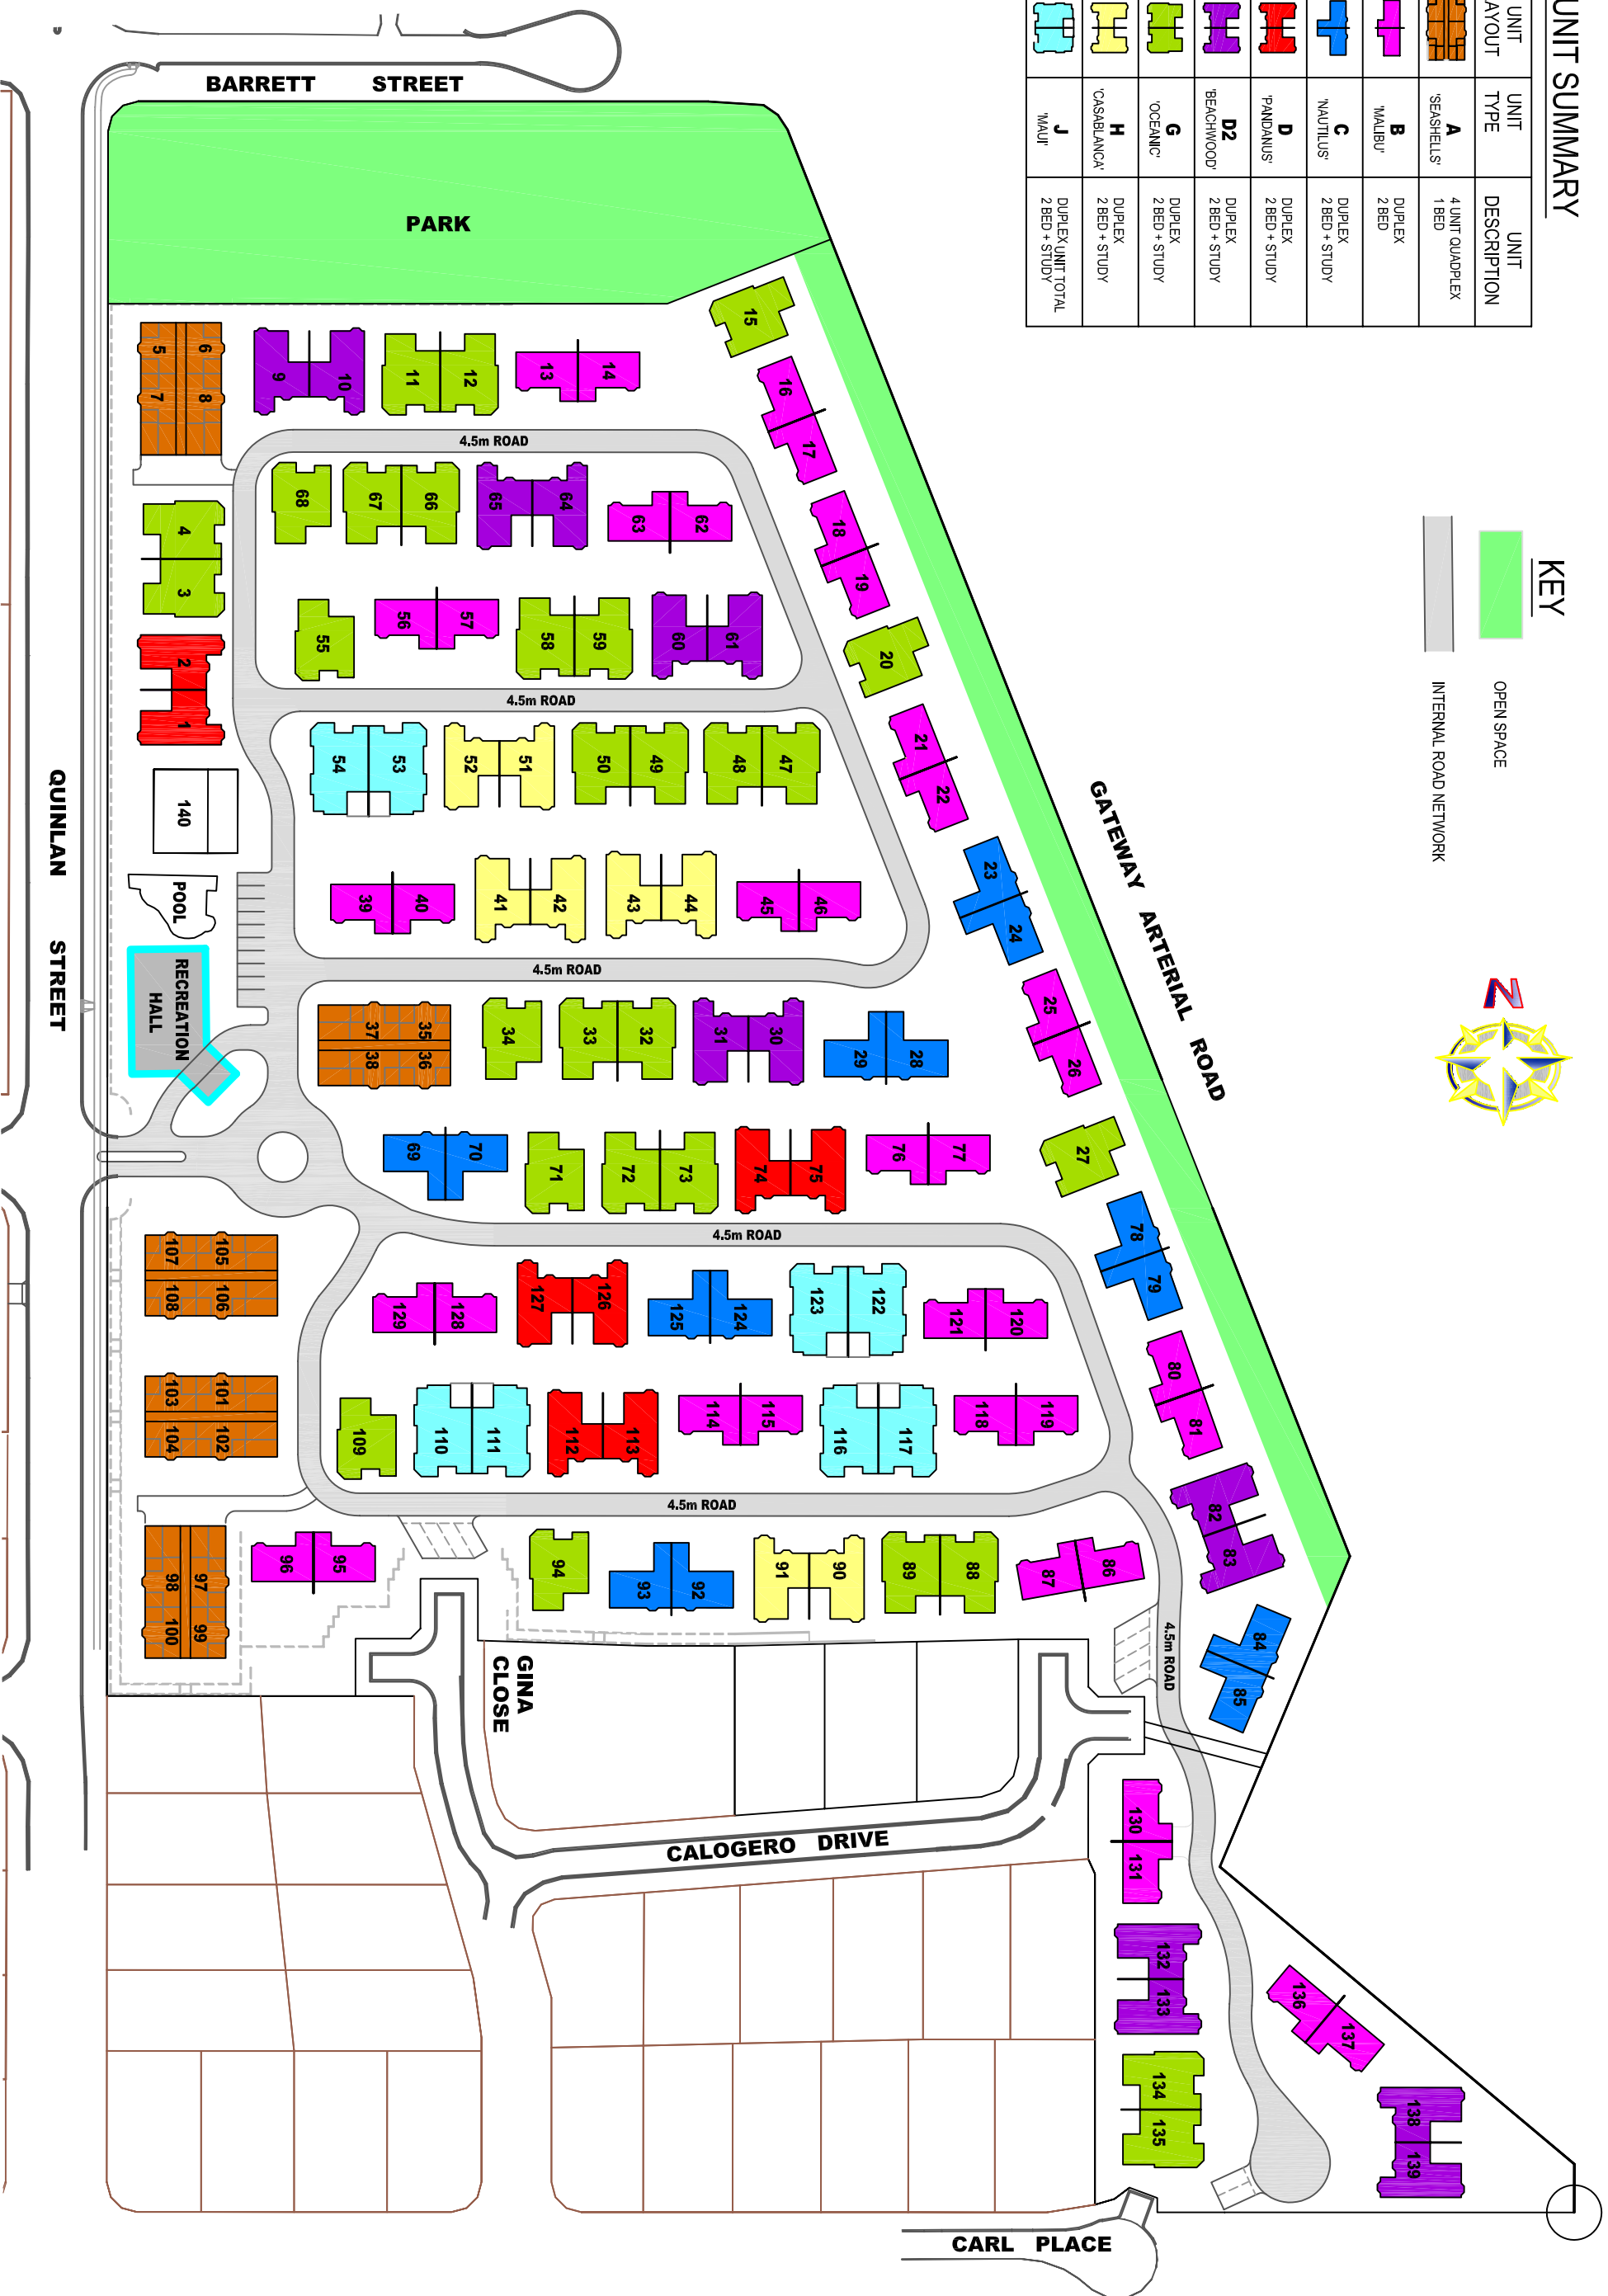 UNIT SUMMARY
UNIT
AYOUT
UNIT
TYPE
UNIT
DESCRIPTION
A
'SEASHELLS'
4 UNIT QUADPLEX
1 BED
B
'MALIBU'
DUPLEX
2 BED
C
'NAUTILUS'
DUPLEX
2 BED + STUDY
D
'PANDANUS'
DUPLEX
2 BED + STUDY
D2
'BEACHWOOD'
DUPLEX
2 BED + STUDY
G
'OCEANIC'
DUPLEX
2 BED + STUDY
H
'CASABLANCA'
DUPLEX
2 BED + STUDY
J
'MAUI'
DUPLEX UNIT TOTAL
2 BED + STUDY
KEY
OPEN SPACE
INTERNAL ROAD NETWORK
N
BARRETT STREET
PARK
QUINLAN STREET
GATEWAY ARTERIAL ROAD
15
16
17
18
19
20
21
22
23
24
25
26
27
5
6
7
8
9
10
11
12
13
14
4.5m ROAD
68
67
66
65
64
63
62
4
3
2
1
55
56
57
58
59
60
61
4.5m ROAD
54
53
52
51
50
49
48
47
140
POOL
RECREATION
HALL
39
40
41
42
43
44
45
46
4.5m ROAD
37
35
38
36
34
33
32
31
30
29
28
69
70
71
72
73
74
75
76
77
78
79
80
81
82
83
84
85
4.5m ROAD
107
105
108
106
129
128
127
126
125
124
123
122
121
120
103
101
104
102
109
110
111
112
113
114
115
116
117
118
119
4.5m ROAD
98
97
100
99
96
95
94
93
92
91
90
89
88
87
86
4.5m ROAD
GINA
CLOSE
CALOGERO DRIVE
130
131
132
133
134
135
136
137
138
139
CARL PLACE